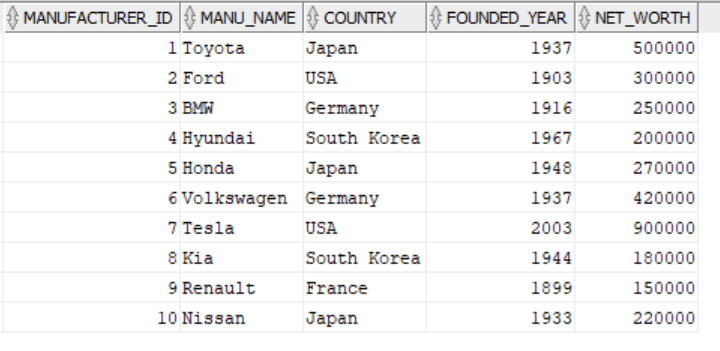 MANUFACTURER_ID MANU_NAME COUNTRY FOUNDED_YEAR NET_WORTH
1 Toyota Japan 1937 500000
2 Ford USA 1903 300000
3 BMW Germany 1916 250000
4 Hyundai South Korea 1967 200000
5 Honda Japan 1948 270000
6 Volkswagen Germany 1937 420000
7 Tesla USA 2003 900000
8 Kia South Korea 1944 180000
9 Renault France 1899 150000
10 Nissan Japan 1933 220000